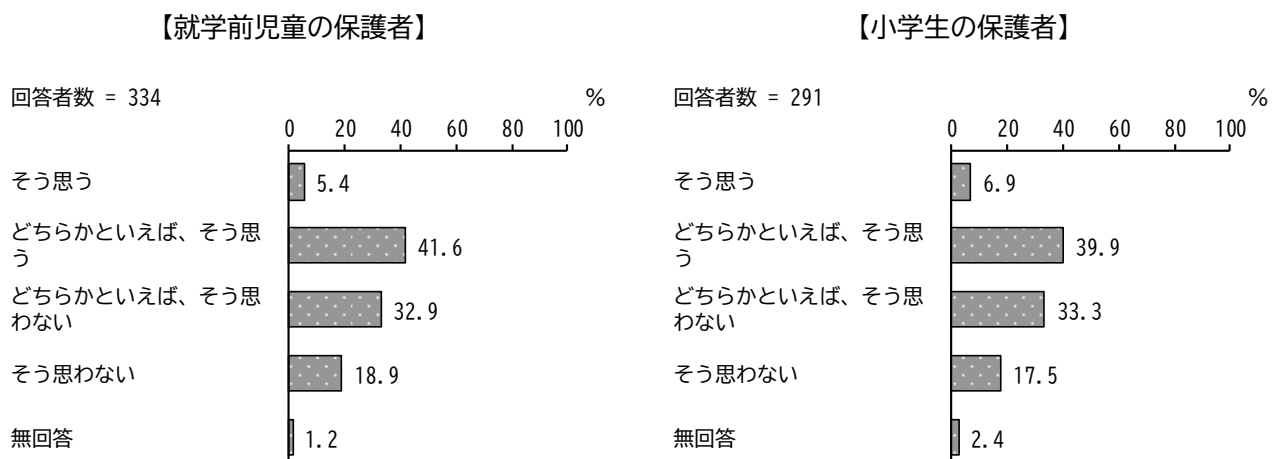 【就学前児童の保護者】
回答者数 = 334
%
0 20 40 60 80 100
そう思う
5.4
どちらかといえば、そう思
う
41.6
どちらかといえば、そう思
わない
32.9
そう思わない
18.9
無回答
1.2
【小学生の保護者】
回答者数 = 291
%
0 20 40 60 80 100
そう思う
6.9
どちらかといえば、そう思
う
39.9
どちらかといえば、そう思
わない
33.3
そう思わない
17.5
無回答
2.4